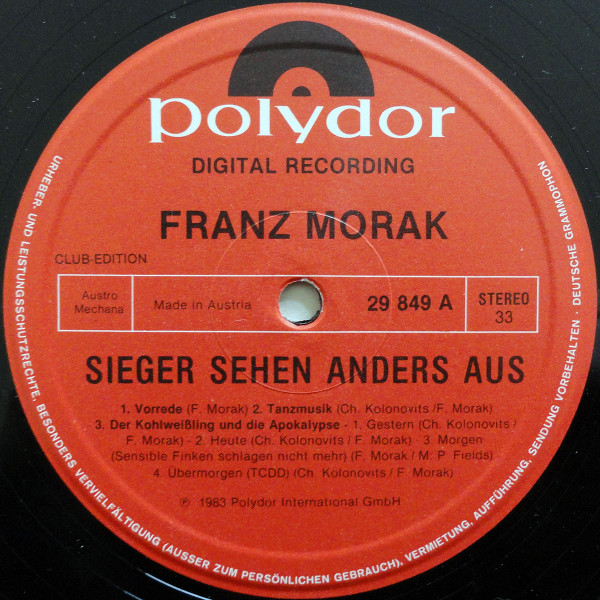 polydor
DIGITAL RECORDING
FRANZ MORAK
CLUB-EDITION
Austro
Mechana
Made in Austria
29 849 A
STEREO
33
SIEGER SEHEN ANDERS AUS
1. Vorrede (F. Morak) 2. Tanzmusik (Ch. Kolonovits /F. Morak)
3. Der Kohlweißling und die Apokalypse - 1. Gestern (Ch. Kolonovits /
F. Morak) - 2. Heute (Ch. Kolonovits / F. Morak) - 3. Morgen
(Sensible Finken schlagen nicht mehr) (F. Morak / M. P. Fields)
4. Übermorgen (TCDD) (Ch. Kolonovits / F. Morak)
℗ 1983 Polydor International GmbH
URHEBER- UND LEISTUNGSSCHUTZRECHTE, BESONDERS VERVIELFÄLTIGUNG (AUSSER ZUM PERSÖNLICHEN GEBRAUCH), VERMIETUNG, AUFFÜHRUNG, SENDUNG VORBEHALTEN · DEUTSCHE GRAMMOPHON